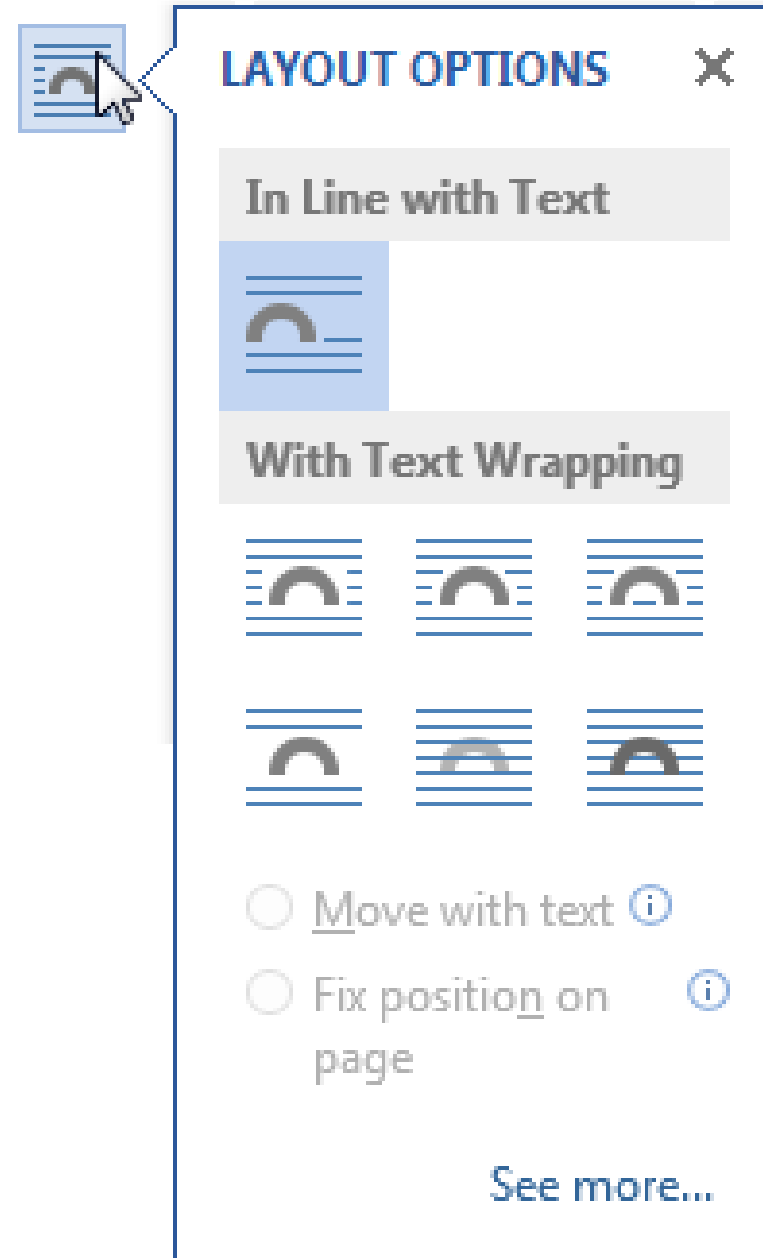 LAYOUT OPTIONS
In Line with Text
With Text Wrapping
Move with text
Fix position on
page
See more...